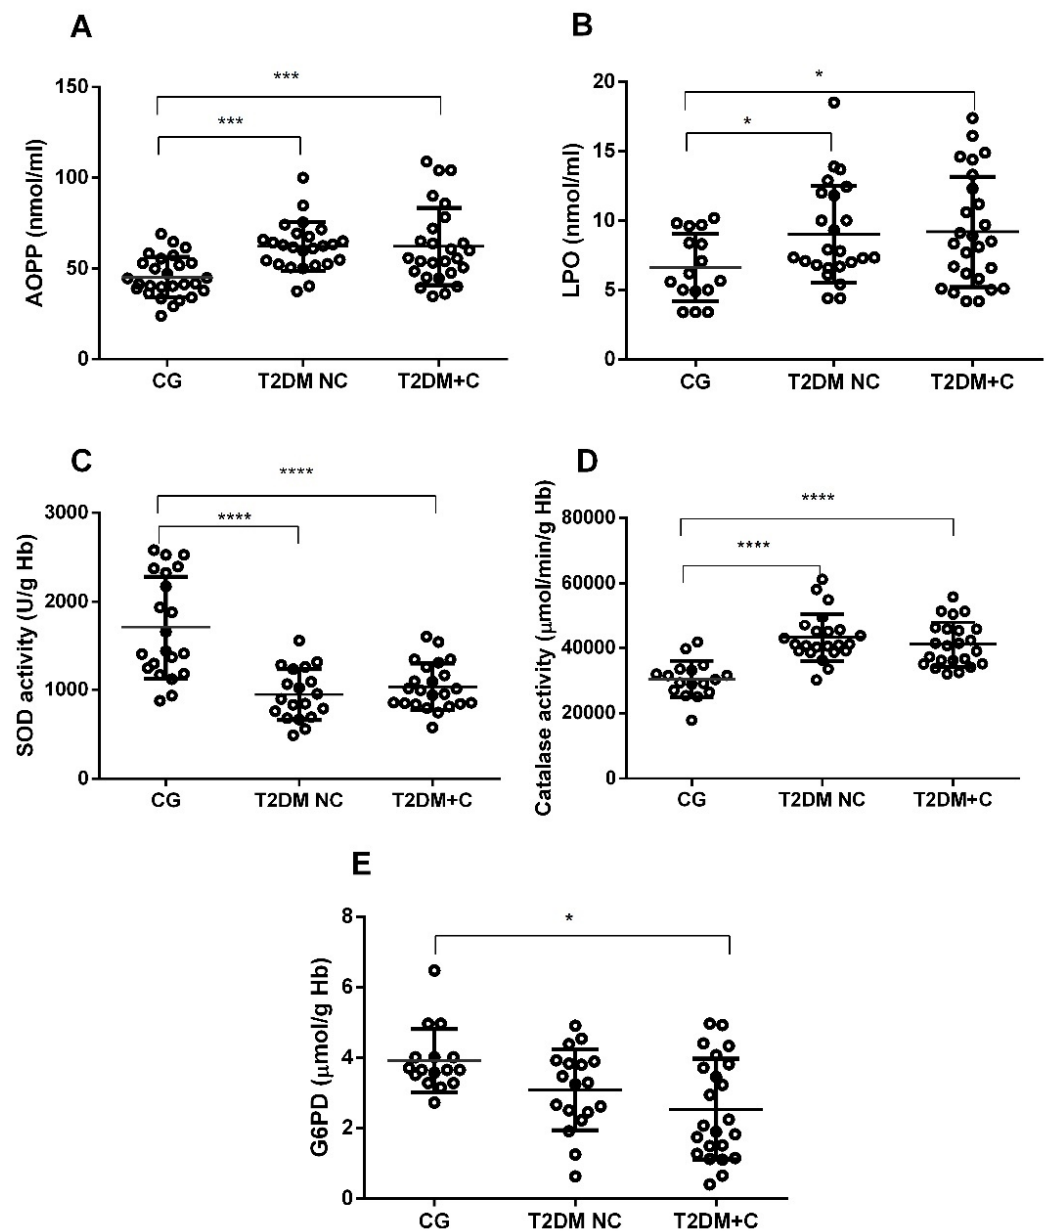 A
B
***
***
150
100
50
0
AOPP (nmol/ml)
CG
T2DM NC
T2DM+C
*
*
20
15
10
5
0
LPO (nmol/ml)
CG
T2DM NC
T2DM+C
C
D
****
****
3000
2000
1000
0
SOD activity (U/g Hb)
CG
T2DM NC
T2DM+C
****
****
80000
60000
40000
20000
0
Catalase activity (μmol/min/g Hb)
CG
T2DM NC
T2DM+C
E
*
8
6
4
2
0
G6PD (μmol/g Hb)
CG
T2DM NC
T2DM+C